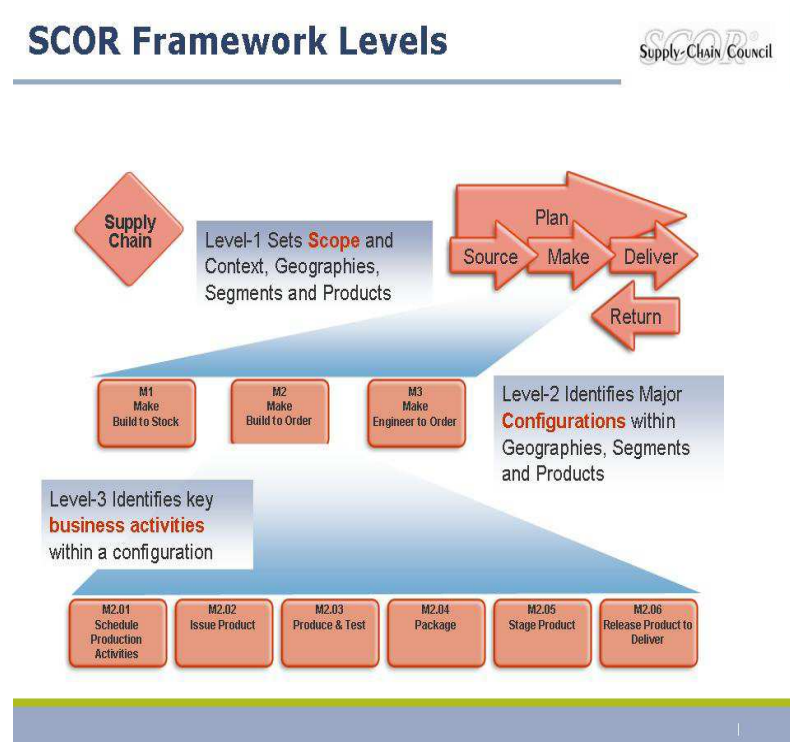 SCOR Framework Levels
SCOR®
Supply-Chain Council
Supply
Chain
Level-1 Sets Scope and
Context, Geographies,
Segments and Products
Plan
Source
Make
Deliver
Return
M1
Make
Build to Stock
M2
Make
Build to Order
M3
Make
Engineer to Order
Level-2 Identifies Major
Configurations within
Geographies, Segments
and Products
Level-3 Identifies key
business activities
within a configuration
M2.01
Schedule
Production
Activities
M2.02
Issue Product
M2.03
Produce & Test
M2.04
Package
M2.05
Stage Product
M2.06
Release Product to
Deliver